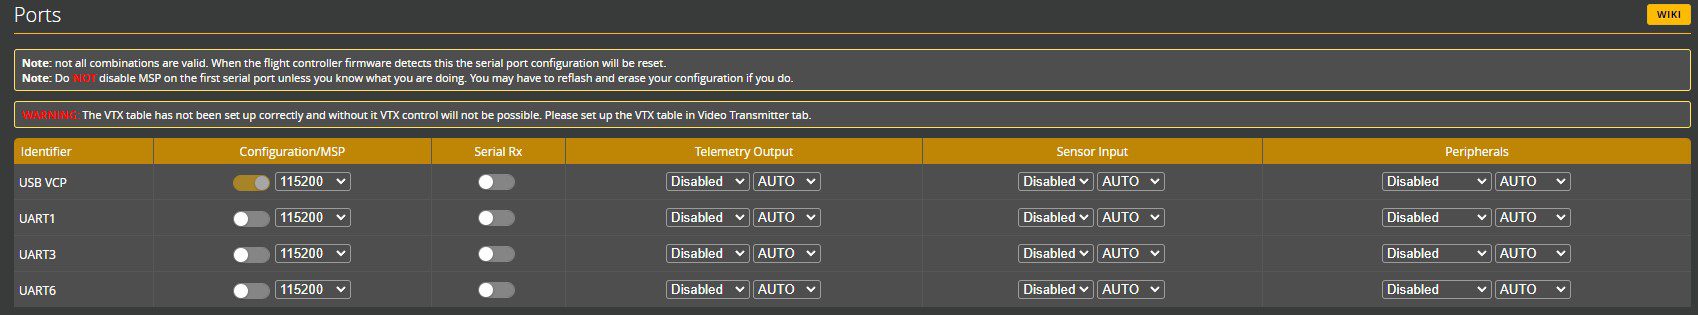 Ports
WIKI
Note: not all combinations are valid. When the flight controller firmware detects this the serial port configuration will be reset.
Note: Do NOT disable MSP on the first serial port unless you know what you are doing. You may have to reflash and erase your configuration if you do.
WARNING: The VTX table has not been set up correctly and without it VTX control will not be possible. Please set up the VTX table in Video Transmitter tab.
Identifier Configuration/MSP Serial Rx Telemetry Output Sensor Input Peripherals
USB VCP 115200 Disabled AUTO Disabled AUTO Disabled AUTO
UART1 115200 Disabled AUTO Disabled AUTO Disabled AUTO
UART3 115200 Disabled AUTO Disabled AUTO Disabled AUTO
UART6 115200 Disabled AUTO Disabled AUTO Disabled AUTO